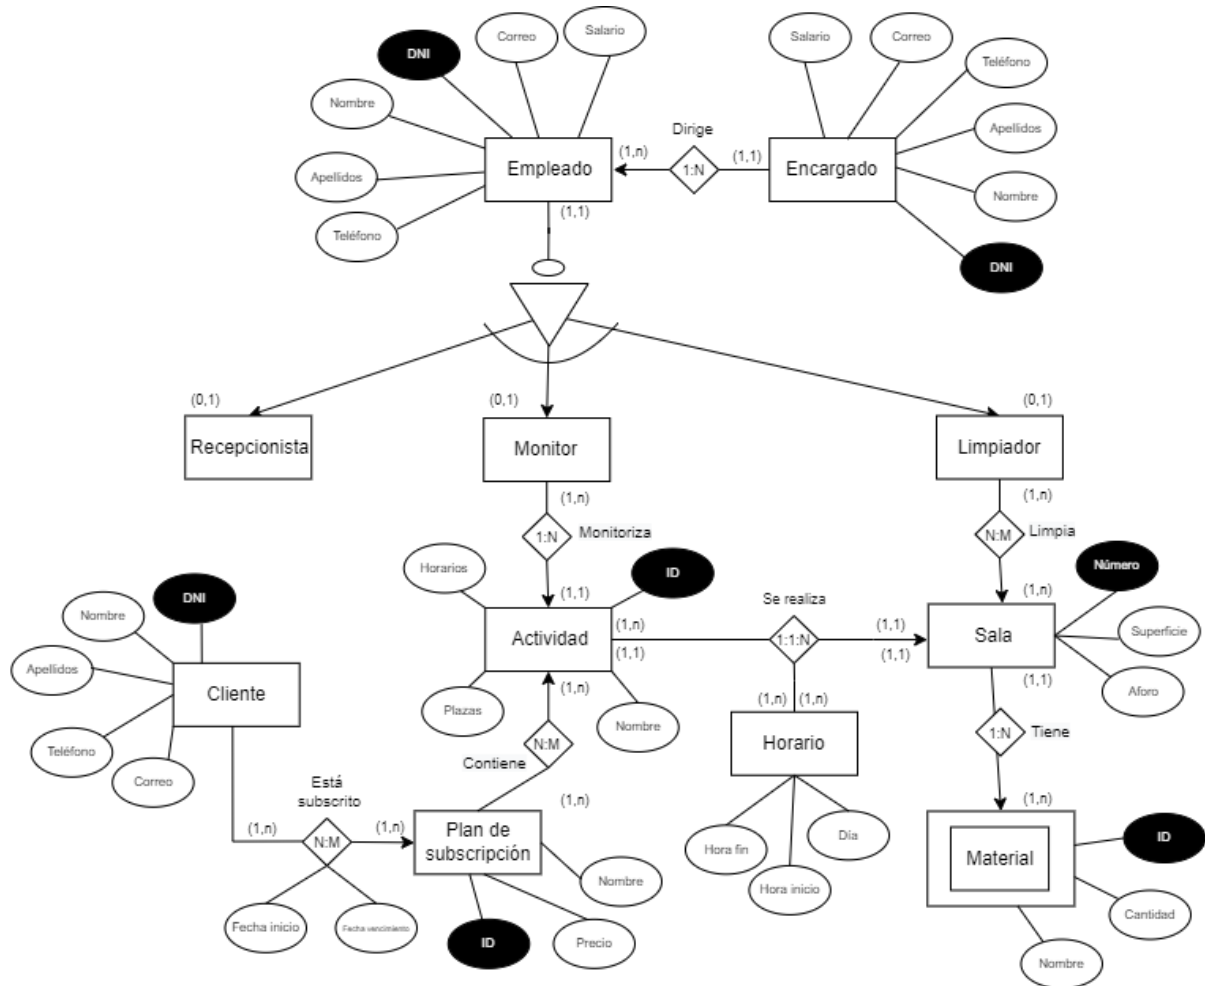 Correo
Salario
DNI
Nombre
Apellidos
Teléfono
Empleado
(1,n)
Dirige
1:N
(1,1)
Salario
Correo
Teléfono
Apellidos
Nombre
DNI
Encargado
(1,1)
(0,1)
Recepcionista
(0,1)
Monitor
(0,1)
Limpiador
(1,n)
1:N
Monitoriza
(1,1)
(1,n)
N:M
Limpia
(1,n)
Horarios
ID
Actividad
Plazas
Nombre
(1,n)
(1,1)
Se realiza
1:1:N
(1,1)
(1,1)
Número
Sala
Superficie
Aforo
(1,1)
DNI
Nombre
Apellidos
Teléfono
Correo
Cliente
(1,n)
N:M
Contiene
(1,n)
(1,n) (1,n)
Horario
Hora fin
Hora inicio
Día
1:N
Tiene
(1,n)
Está
subscrito
(1,n)
N:M
(1,n)
Fecha inicio
Fecha vencimiento
Plan de
subscripción
Nombre
ID
Precio
Material
ID
Cantidad
Nombre